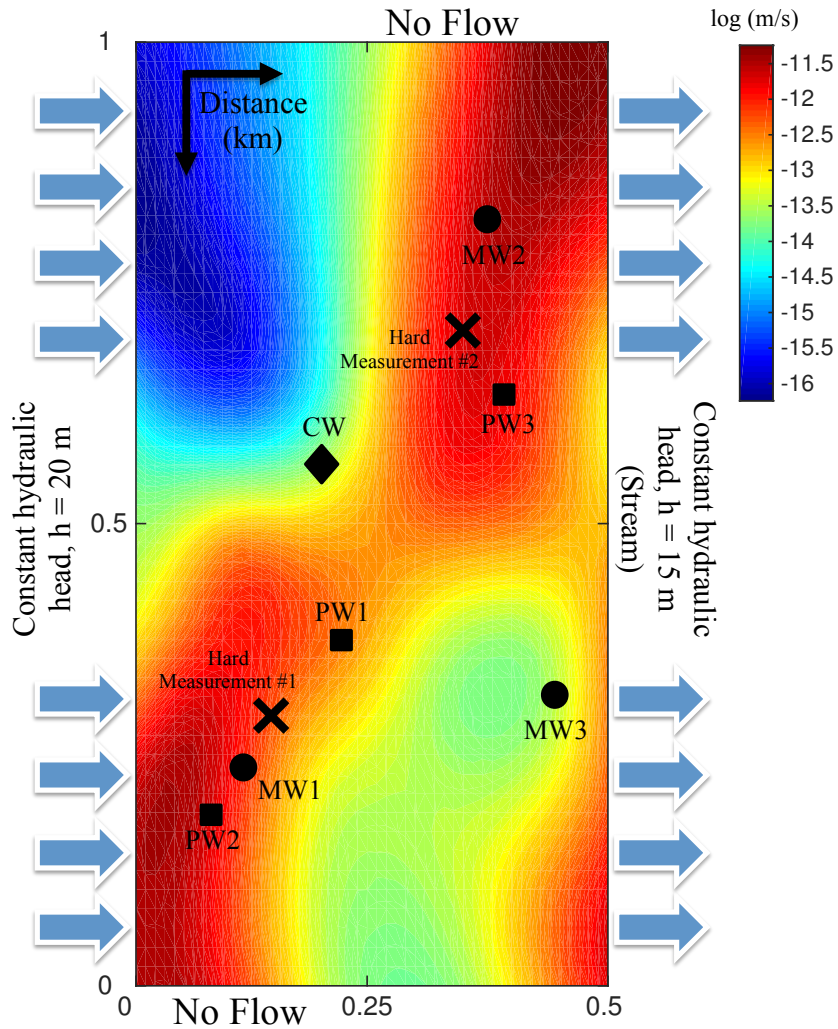 No Flow
log (m/s)
1
Distance
(km)
-11.5
-12
-12.5
-13
-13.5
-14
-14.5
-15
-15.5
-16
MW2
Hard
Measurement #2
PW3
CW
Constant hydraulic
head, h = 20 m
0.5
Constant hydraulic
head, h = 15 m
(Stream)
PW1
Hard
Measurement #1
MW3
MW1
PW2
0
0
No Flow
0.25
0.5